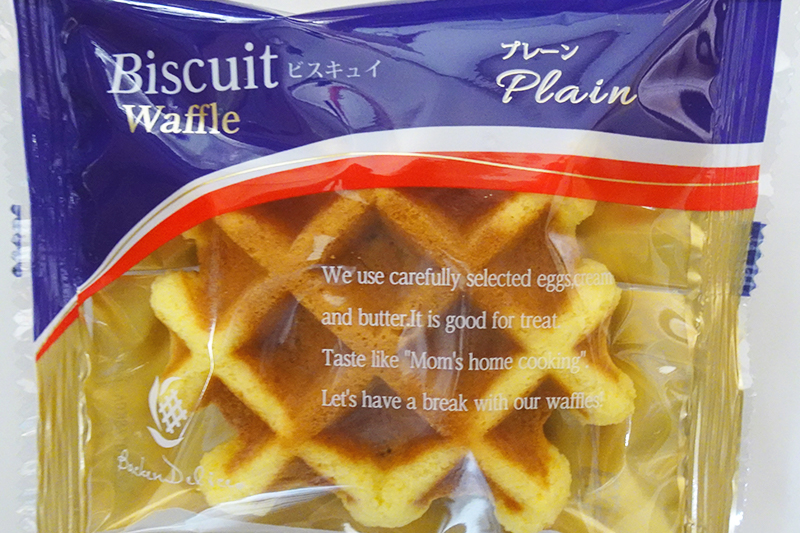 Biscuit ビスキュイ
Waffle
プレーン
Plain
We use carefully selected eggs,cream
and butter.It is good for treat.
Taste like "Mom's home cooking".
Let's have a break with our waffles!